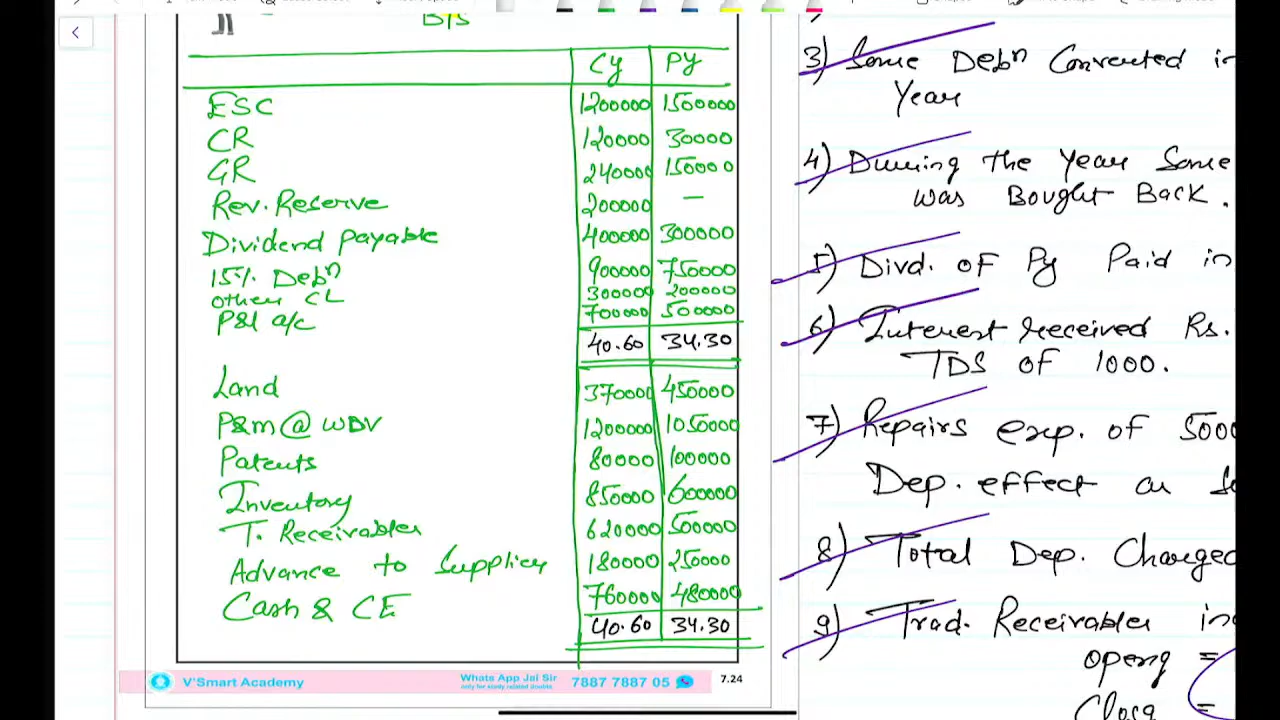 B/S
CY PY
ESC 1200000 1500000
CR 120000 30000
GR 240000 150000
Rev. Reserve 200000 —
Dividend Payable 400000 300000
15% Debn 900000 750000
other CL 300000 200000
P&l a/c 700000 500000
40.60 34.30
Land 370000 450000
P&m @ WDV 1200000 1050000
Patents 80000 100000
Inventory 850000 600000
T. Receivables 620000 500000
Advance to Supplier 180000 250000
Cash & CE 760000 480000
40.60 34.30
V'Smart Academy
Whats App Jai Sir
only for study related doubts
7887 7887 05
7.24
3) Some Debn Converted in
Year
4) During the Year Some
was Bought Back.
5) Divd. of Py Paid in
6) Interest received Rs.
TDS of 1000.
7) Repairs exp. of 5000
Dep. effect on
8) Total Dep. Charged
9) Trad. Receivables
Openg =
Closg =